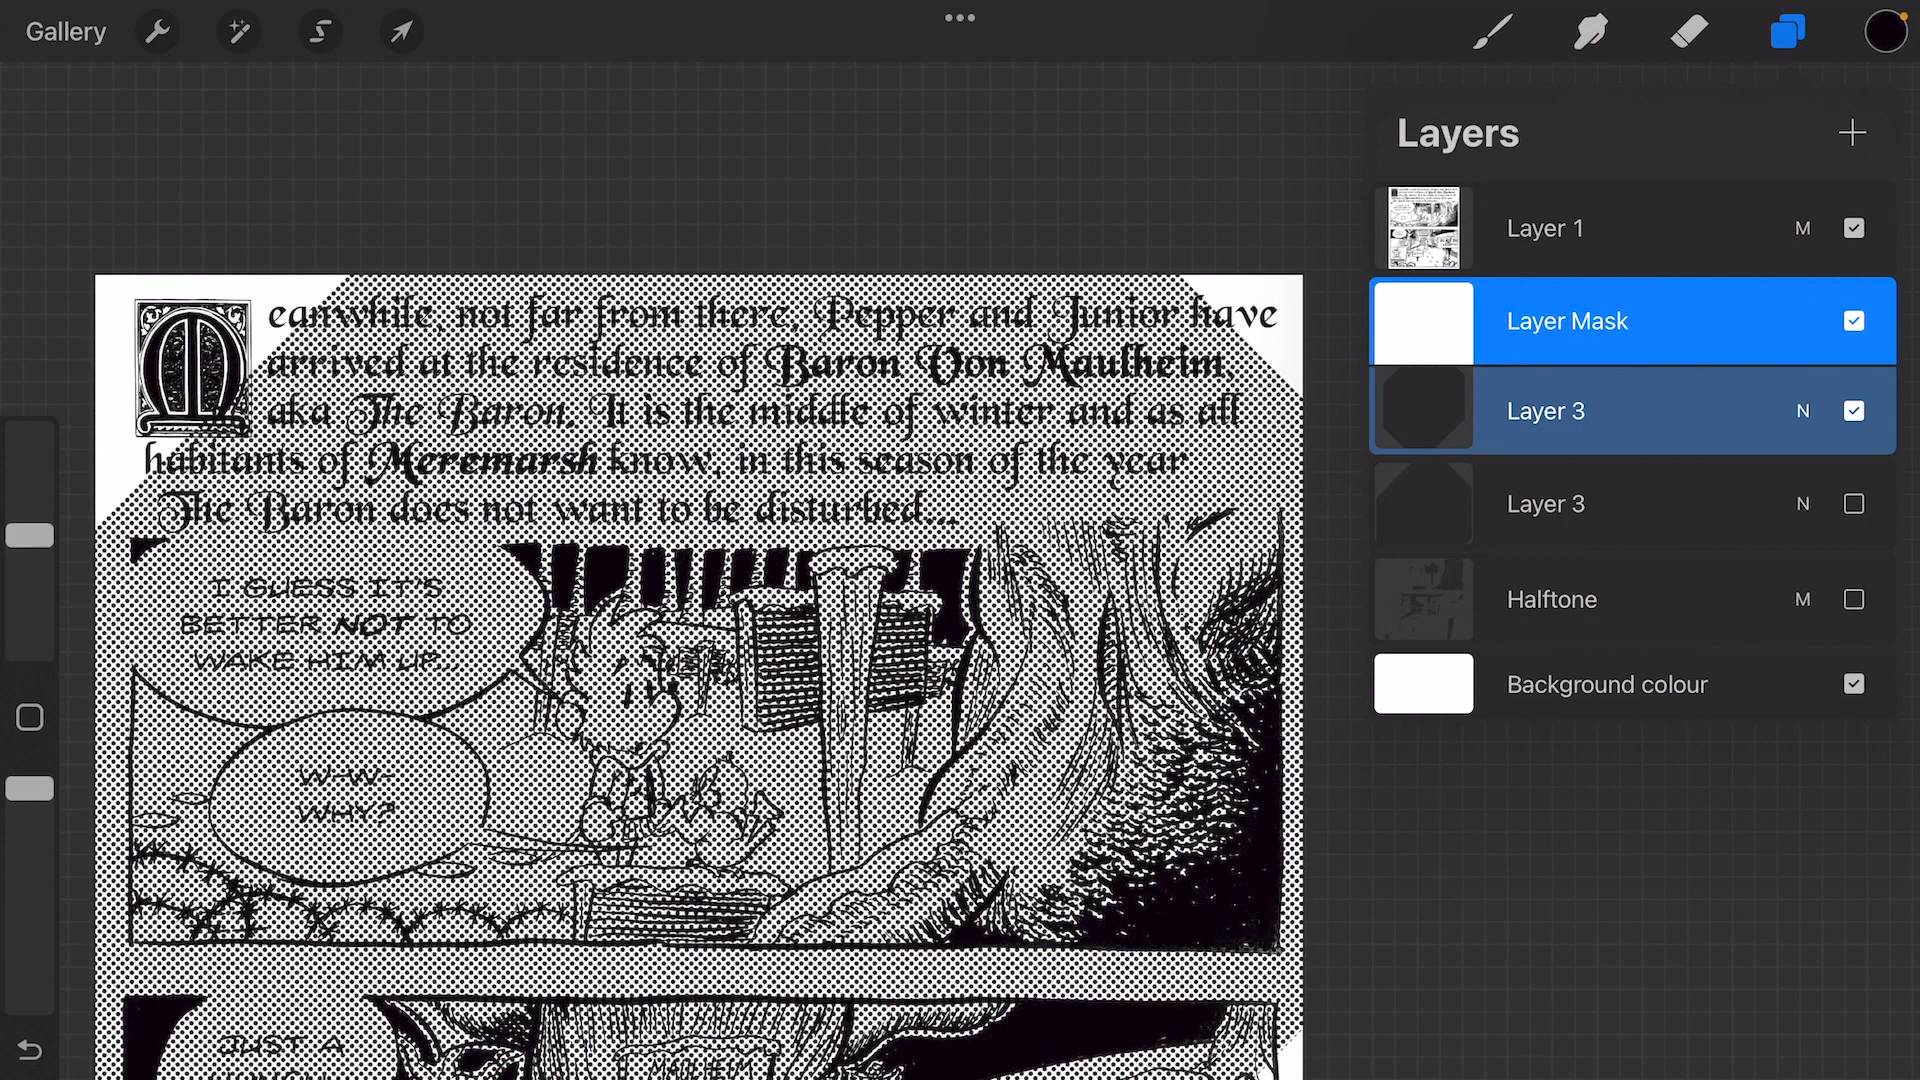 Gallery
Layers
Layer 1 M
Layer Mask
Layer 3 N
Layer 3 N
Halftone M
Background colour
Meanwhile, not far from there, Pepper and Junior have
arrived at the residence of Baron Von Maulheim,
aka The Baron. It is the middle of winter and as all
habitants of Meremarsh know, in this season of the year
The Baron does not want to be disturbed...
I GUESS IT'S
BETTER NOT TO
WAKE HIM UP...
W-W-
WHY?
JUST A
MAULHEIM